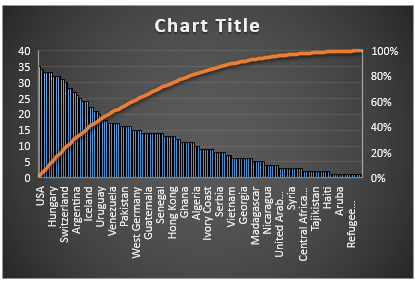 Chart Title
40
35
30
25
20
15
10
5
0
100%
80%
60%
40%
20%
0%
USA
Hungary
Switzerland
Argentina
Iceland
Uruguay
Venezuela
Pakistan
West Germany
Guatemala
Senegal
Hong Kong
Ghana
Algeria
Ivory Coast
Serbia
Vietnam
Georgia
Madagascar
Nicaragua
United Arab…
Syria
Central Africa…
Tajikistan
Haiti
Aruba
Refugee…